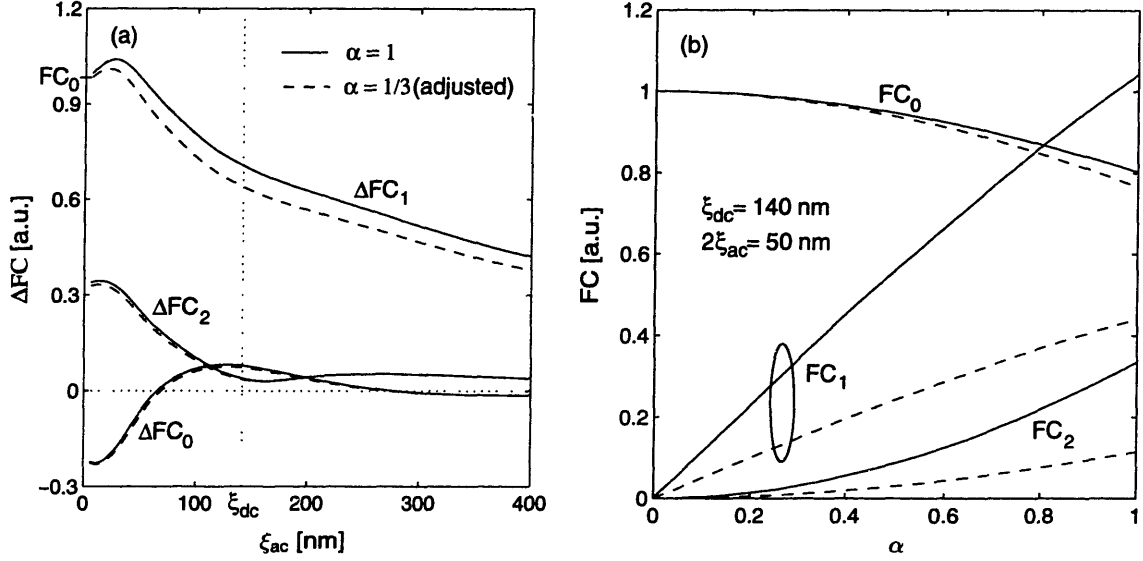 1.2
(a)
α = 1
α = 1/3 (adjusted)
FC0
0.9
0.6
0.3
0
−0.3
ΔFC [a.u.]
ΔFC1
ΔFC2
ΔFC0
0
100
ξdc
200
300
400
ξac [nm]
1.2
(b)
1
0.8
0.6
0.4
0.2
0
FC [a.u.]
FC0
ξdc= 140 nm
2ξac= 50 nm
FC1
FC2
0
0.2
0.4
0.6
0.8
1
α